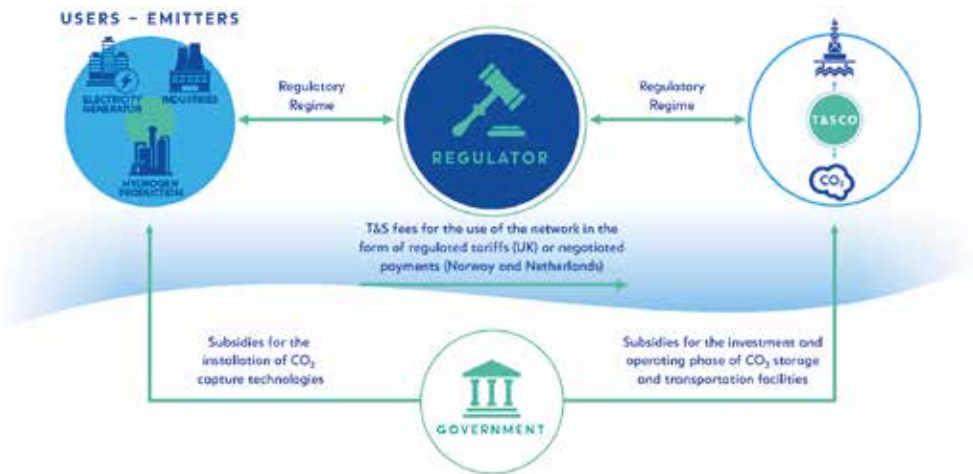 USERS – EMITTERS
ELECTRICITY
GENERATOR
INDUSTRIES
HYDROGEN
PRODUCTION
Regulatory
Regime
REGULATOR
Regulatory
Regime
T&SCO
CO₂
T&S fees for the use of the network in the
form of regulated tariffs (UK) or negotiated
payments (Norway and Netherlands)
Subsidies for the
installation of CO₂
capture technologies
Subsidies for the investment and
operating phase of CO₂ storage
and transportation facilities
GOVERNMENT